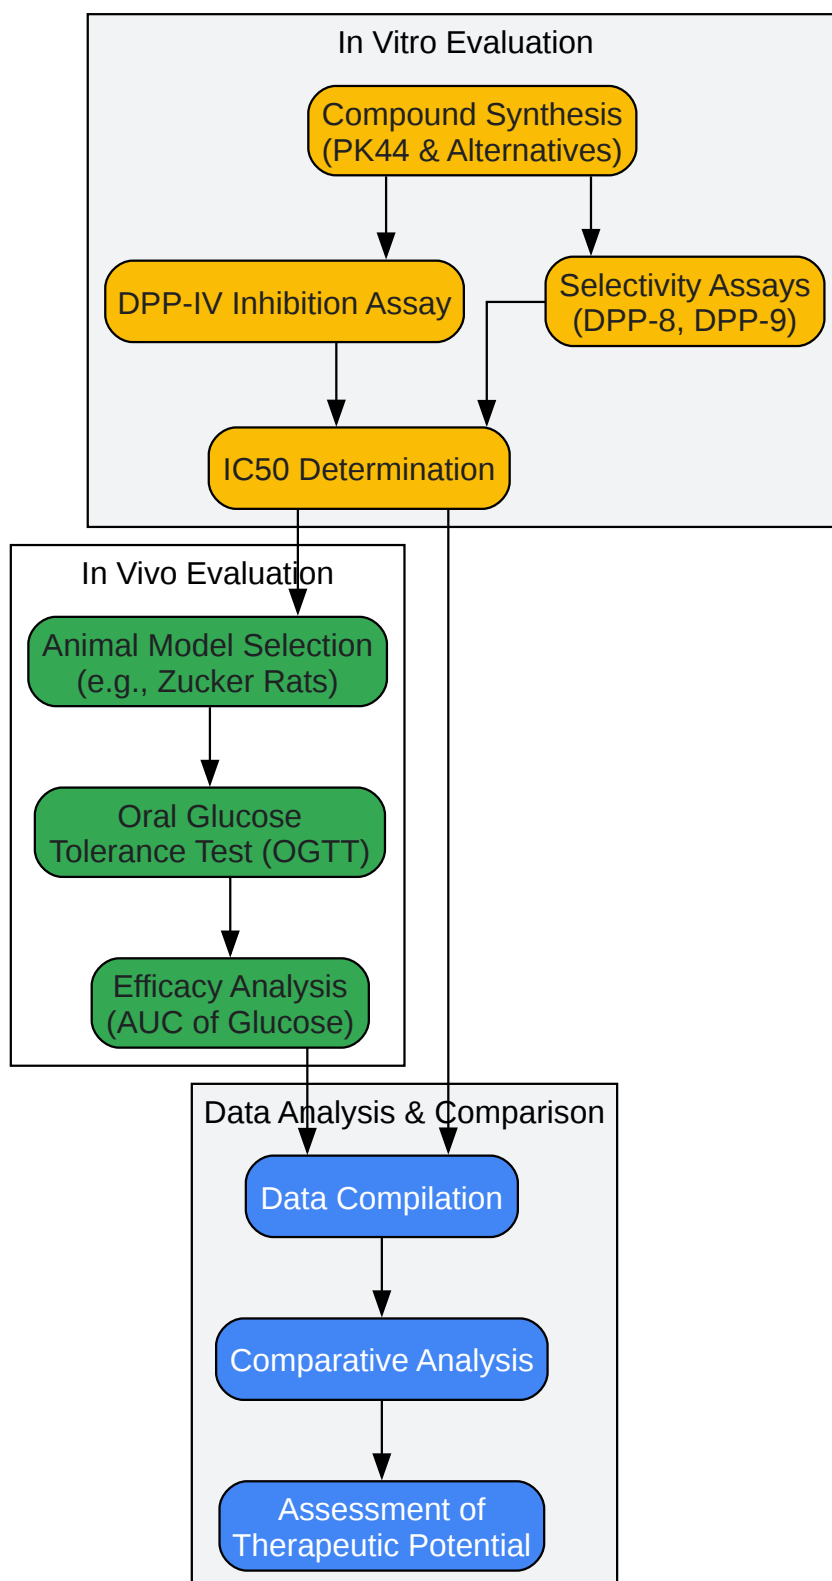 In Vitro Evaluation
Compound Synthesis
(PK44 & Alternatives)
DPP-IV Inhibition Assay
Selectivity Assays
(DPP-8, DPP-9)
IC50 Determination
In Vivo Evaluation
Animal Model Selection
(e.g., Zucker Rats)
Oral Glucose
Tolerance Test (OGTT)
Efficacy Analysis
(AUC of Glucose)
Data Analysis & Comparison
Data Compilation
Comparative Analysis
Assessment of
Therapeutic Potential